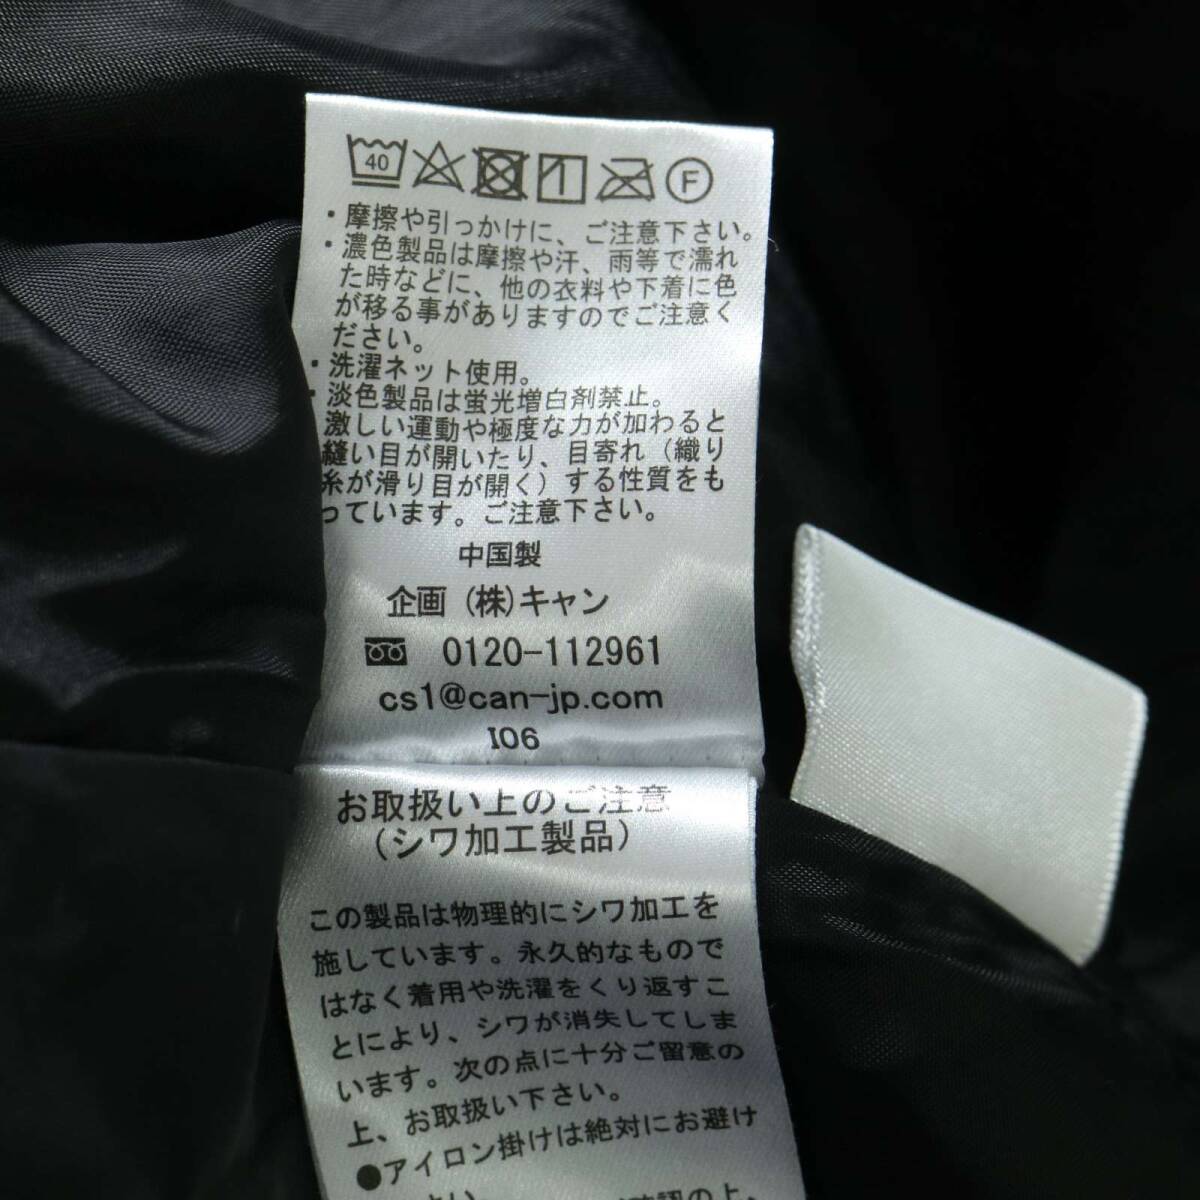 40 F
・摩擦や引っかけに、ご注意下さい。
・濃色製品は摩擦や汗、雨等で濡れ
た時などに、他の衣料や下着に色
が移る事がありますのでご注意く
ださい。
・洗濯ネット使用。
・淡色製品は蛍光増白剤禁止。
激しい運動や極度な力が加わると
縫い目が開いたり、目寄れ（織り
糸が滑り目が開く）する性質をも
っています。ご注意下さい。
中国製
企画（株）キャン
0120-112961
cs1@can-jp.com
I06
お取扱い上のご注意
（シワ加工製品）
この製品は物理的にシワ加工を
施しています。永久的なもので
はなく着用や洗濯をくり返すこ
とにより、シワが消失してしま
います。次の点に十分ご留意の
上、お取扱い下さい。
●アイロン掛けは絶対にお避け
さい。
確認の上、